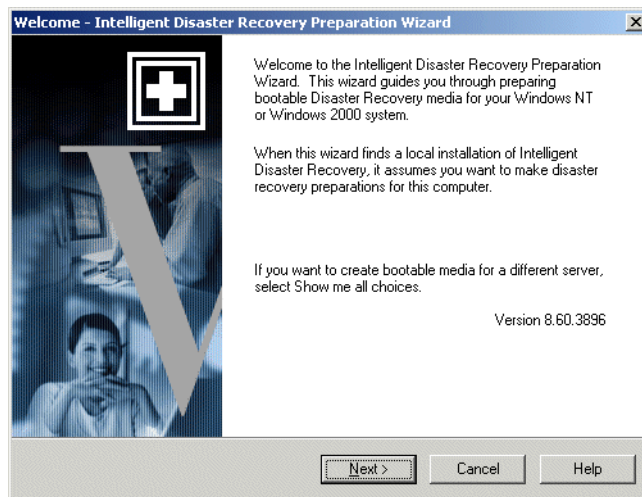 Welcome - Intelligent Disaster Recovery Preparation Wizard
Welcome to the Intelligent Disaster Recovery Preparation
Wizard. This wizard guides you through preparing
bootable Disaster Recovery media for your Windows NT
or Windows 2000 system.
When this wizard finds a local installation of Intelligent
Disaster Recovery, it assumes you want to make disaster
recovery preparations for this computer.
If you want to create bootable media for a different server,
select Show me all choices.
Version 8.60.3896
Next >
Cancel
Help